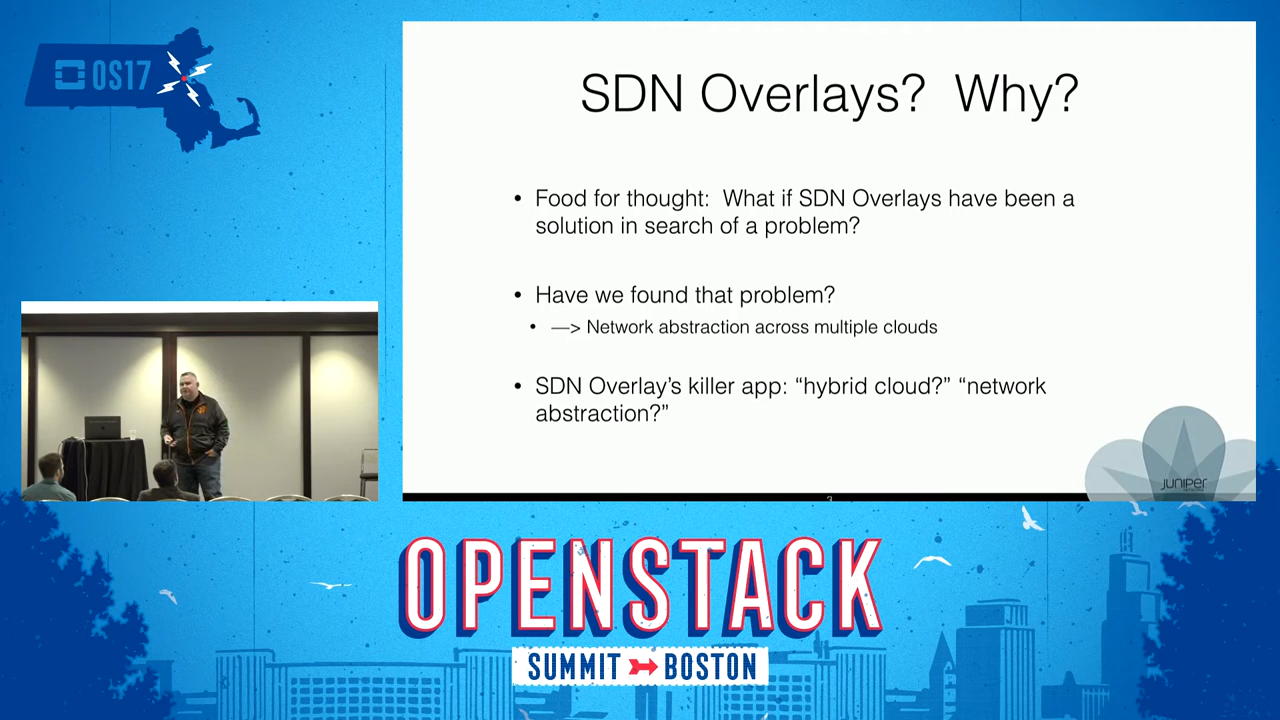 OS17
SDN Overlays? Why?
• Food for thought: What if SDN Overlays have been a
solution in search of a problem?
• Have we found that problem?
• —> Network abstraction across multiple clouds
• SDN Overlay’s killer app: “hybrid cloud?” “network
abstraction?”
JUNIPER
NETWORKS
3
OPENSTACK
SUMMIT BOSTON